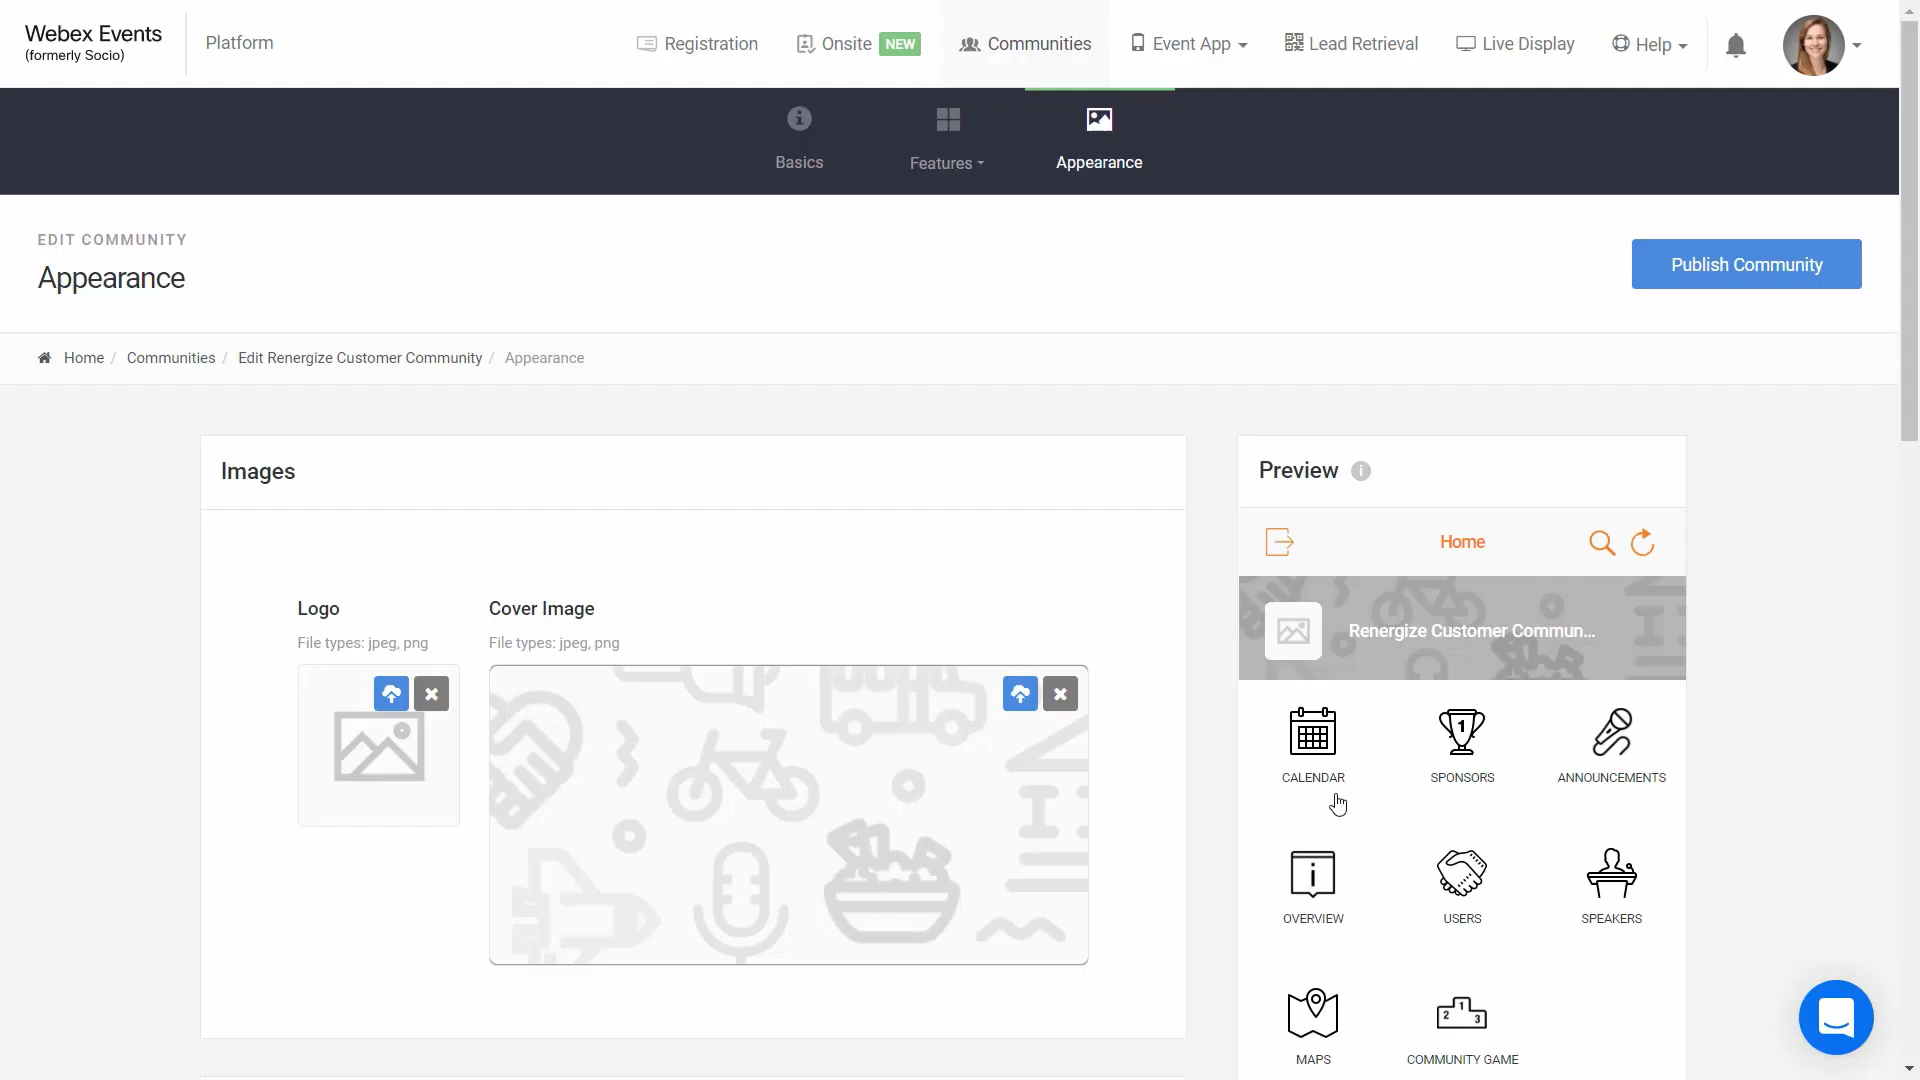 Webex Events
(formerly Socio)
Platform
Registration
Onsite NEW
Communities
Event App
Lead Retrieval
Live Display
Help
Basics
Features
Appearance
EDIT COMMUNITY
Appearance
Publish Community
Home / Communities / Edit Renergize Customer Community / Appearance
Images
Preview
Home
Logo
Cover Image
File types: jpeg, png
File types: jpeg, png
Renergize Customer Commun...
CALENDAR
SPONSORS
ANNOUNCEMENTS
OVERVIEW
USERS
SPEAKERS
MAPS
COMMUNITY GAME